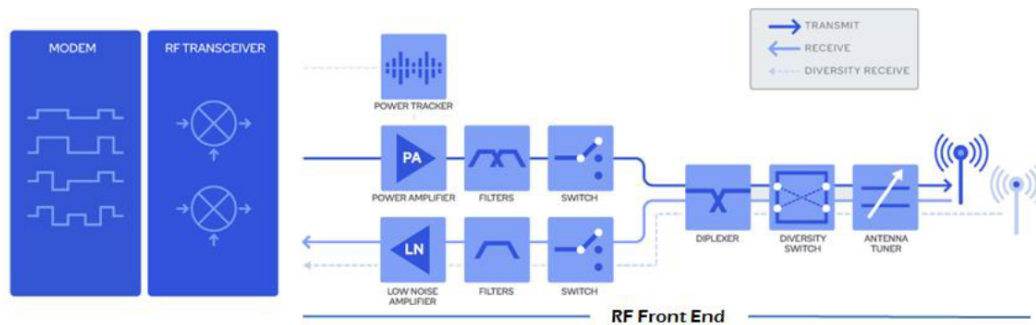 MODEM
RF TRANSCEIVER
TRANSMIT
RECEIVE
DIVERSITY RECEIVE
POWER TRACKER
PA
POWER AMPLIFIER
FILTERS
SWITCH
DIPLEXER
DIVERSITY
SWITCH
ANTENNA
TUNER
LN
LOW NOISE
AMPLIFIER
FILTERS
SWITCH
RF Front End